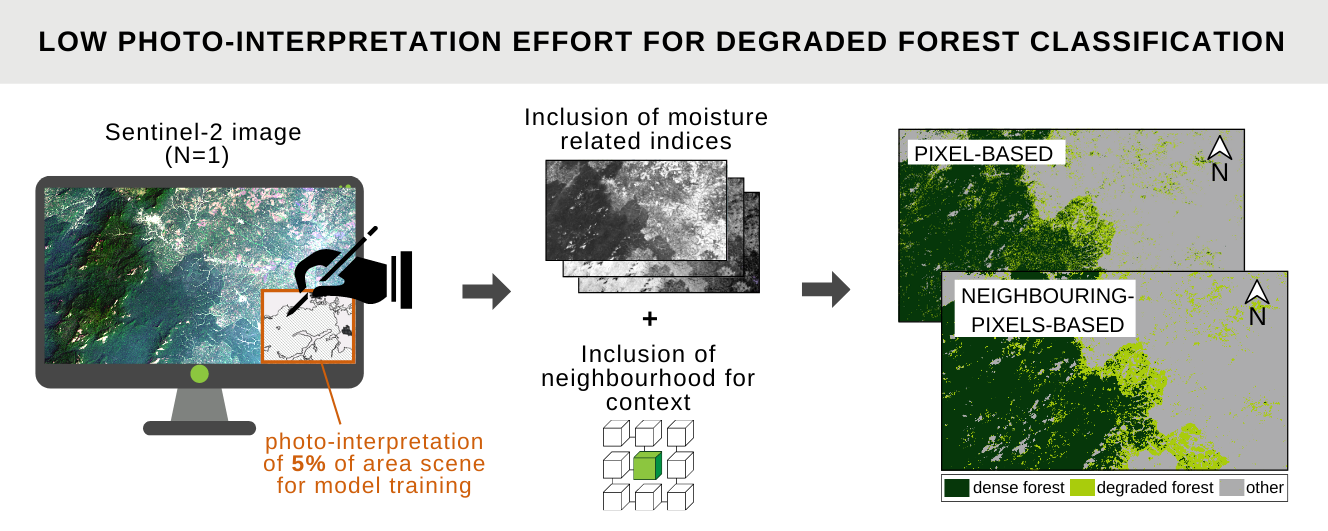 LOW PHOTO-INTERPRETATION EFFORT FOR DEGRADED FOREST CLASSIFICATION
Sentinel-2 image
(N=1)
photo-interpretation
of 5% of area scene
for model training
Inclusion of moisture
related indices
+
Inclusion of
neighbourhood for
context
PIXEL-BASED
N
NEIGHBOURING-
PIXELS-BASED
N
dense forest degraded forest other